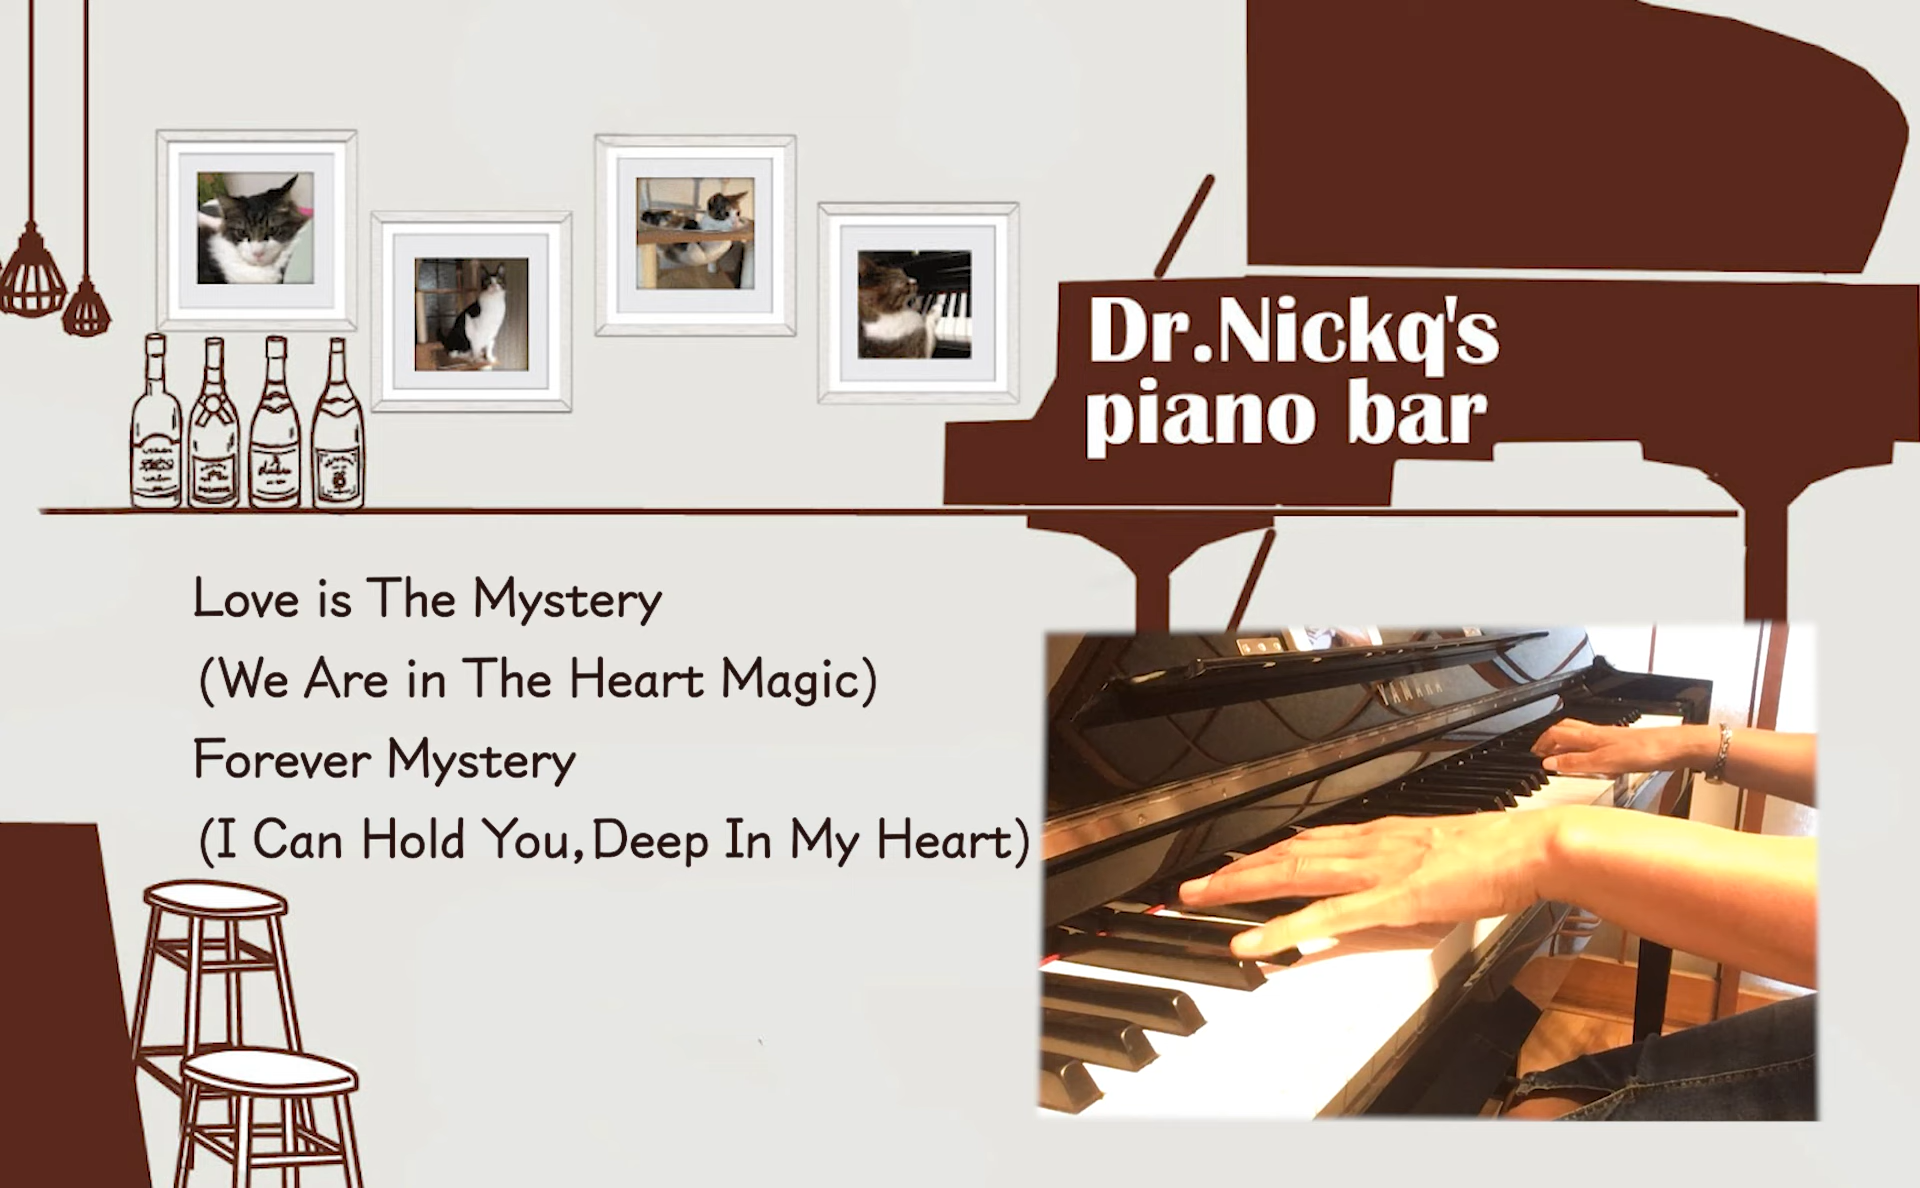 Dr.Nickq's
piano bar
Love is The Mystery
(We Are in The Heart Magic)
Forever Mystery
(I Can Hold You,Deep In My Heart)
YAMAHA